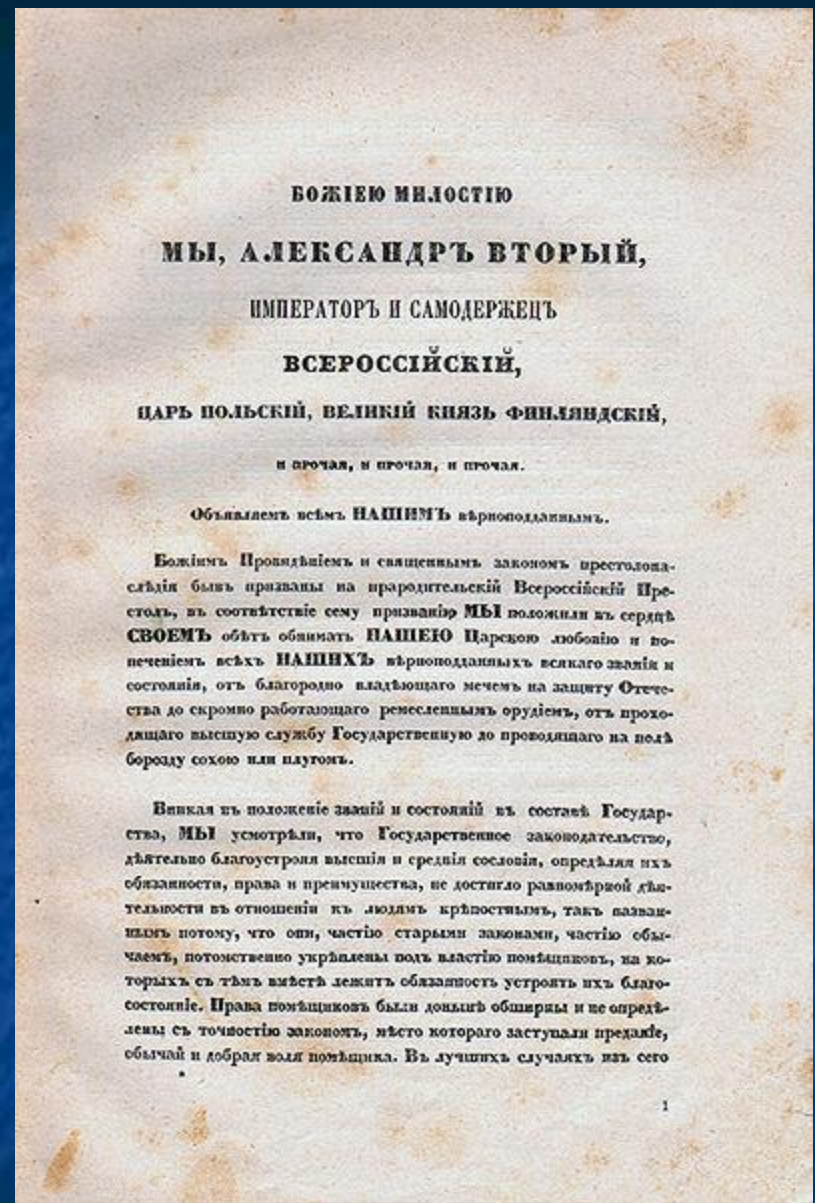 БОЖІЕЮ МИЛОСТІЮ
МЫ, АЛЕКСАНДРЪ ВТОРЫЙ,
ИМПЕРАТОРЪ И САМОДЕРЖЕЦЪ
ВСЕРОССІЙСКІЙ,
ЦАРЬ ПОЛЬСКІЙ, ВЕЛИКІЙ КНЯЗЬ ФИНЛЯНДСКІЙ,
и прочая, и прочая, и прочая.
Объявляемъ всѣмъ НАШИМЪ вѣрноподданнымъ.
Божіимъ Провидѣніемъ и священнымъ закономъ престолона-
слѣдія бывъ призваны на прародительскій Всероссійскій Пре-
столъ, въ соотвѣтствіе сему призванію МЫ положили въ сердцѣ
СВОЕМЪ обѣтъ обнимать НАШЕЮ Царскою любовію и по-
печеніемъ всѣхъ НАШИХЪ вѣрноподданныхъ всякаго званія и
состоянія, отъ благородно владѣющаго мечемъ на защиту Отече-
ства до скромно работающаго ремесленнымъ орудіемъ, отъ прохо-
дящаго высшую службу Государственную до проводящаго на полѣ
борозду сохою или плугомъ.
Вникая въ положеніе званій и состояній въ составѣ Государ-
ства, МЫ усмотрѣли, что Государственное законодательство,
дѣятельно благоустрояя высшія и среднія сословія, опредѣляя ихъ
обязанности, права и преимущества, не достигло равномѣрной дѣя-
тельности въ отношеніи къ людямъ крѣпостнымъ, такъ назван-
нымъ потому, что они, частію старыми законами, частію обы-
чаемъ, потомственно укрѣплены подъ властію помѣщиковъ, на ко-
торыхъ съ тѣмъ вмѣстѣ лежитъ обязанность устроять ихъ благо-
состояніе. Права помѣщиковъ были донынѣ обширны и не опредѣ-
лены съ точностію закономъ, мѣсто котораго заступали преданіе,
обычай и добрая воля помѣщика. Въ лучшихъ случаяхъ изъ сего
1